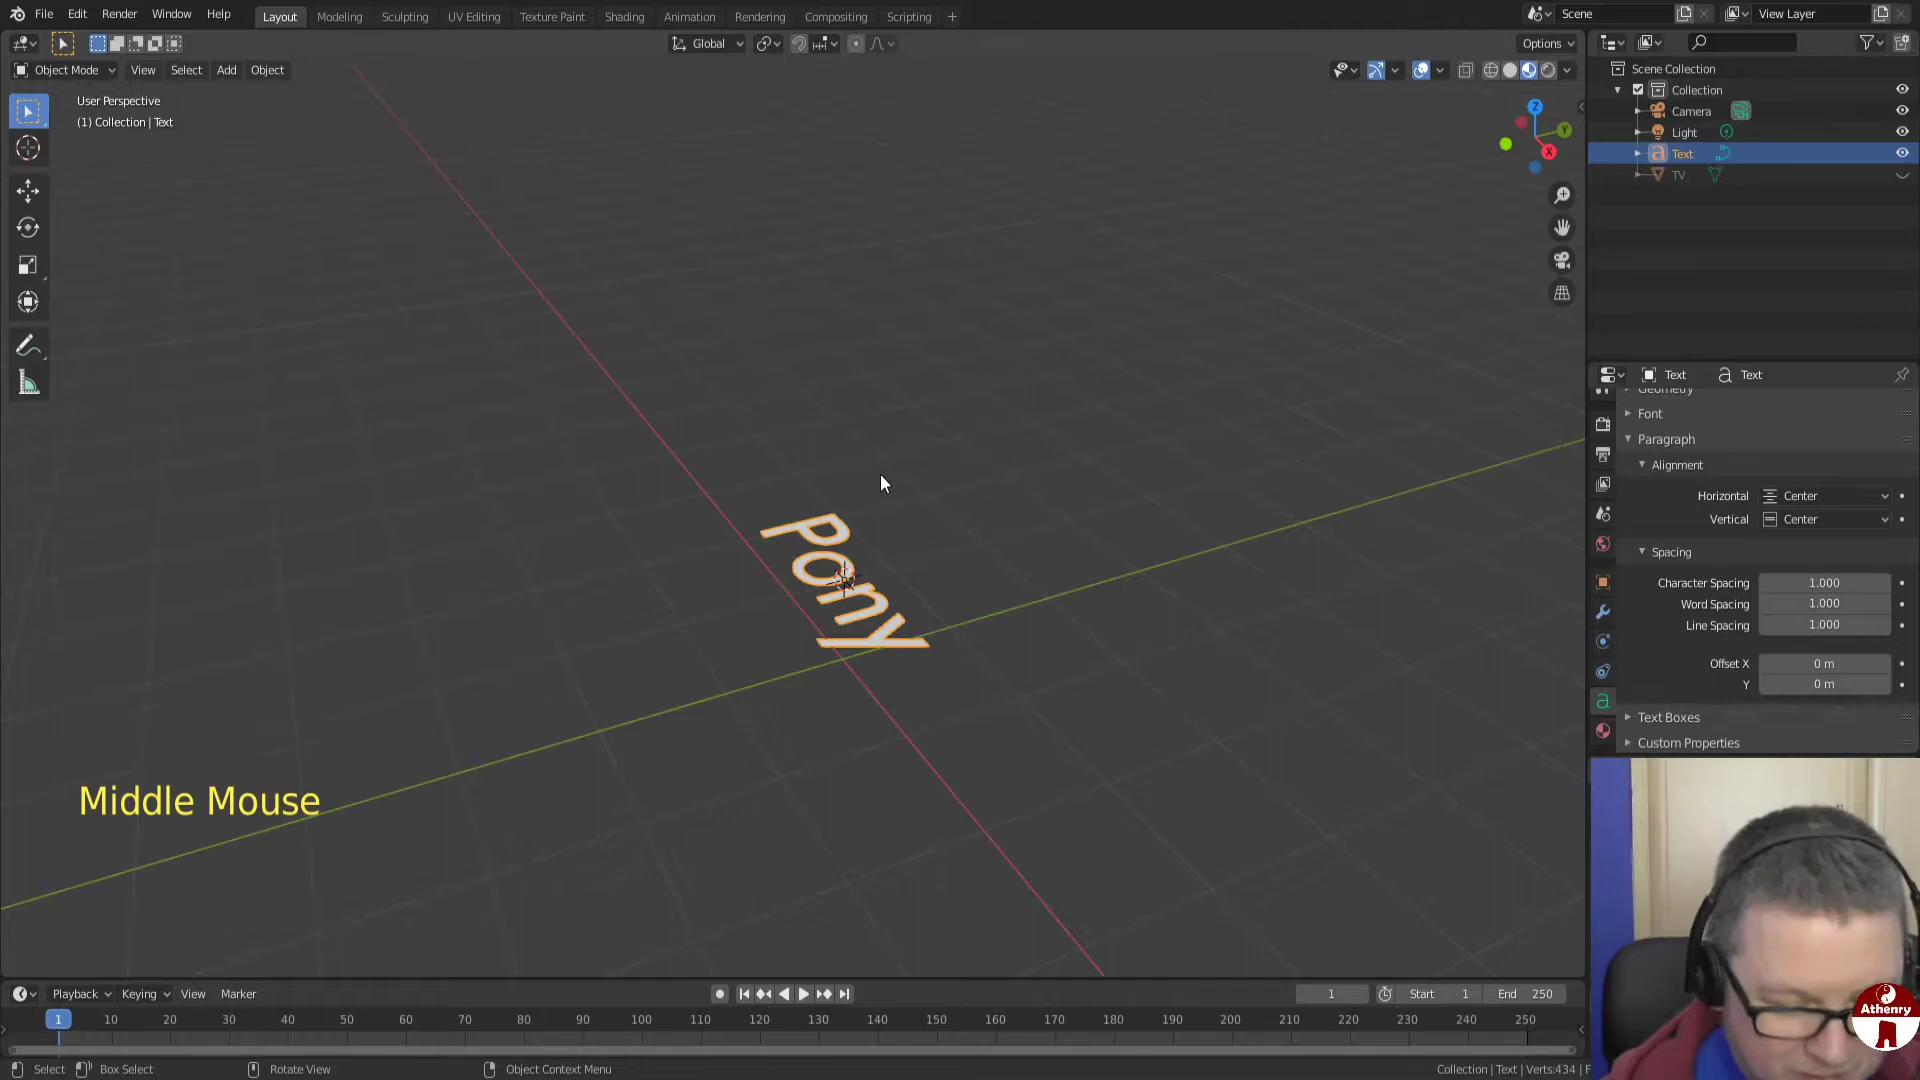 File Edit Render Window Help Layout Modeling Sculpting UV Editing Texture Paint Shading Animation Rendering Compositing Scripting + Scene View Layer
Global Options
Object Mode View Select Add Object
User Perspective
(1) Collection | Text
Z
Y
X
Scene Collection
Collection
Camera
Light
Text
TV
Pony
Text Text
Geometry
Font
Paragraph
Alignment
Horizontal Center
Vertical Center
Spacing
Character Spacing 1.000
Word Spacing 1.000
Line Spacing 1.000
Offset X 0 m
Y 0 m
Text Boxes
Custom Properties
Middle Mouse
Athenry
Playback Keying View Marker 1 Start 1 End 250
1 10 20 30 40 50 60 70 80 90 100 110 120 130 140 150 160 170 180 190 200 210 220 230 240 250
Select Box Select Rotate View Object Context Menu Collection | Text | Verts:434 | F